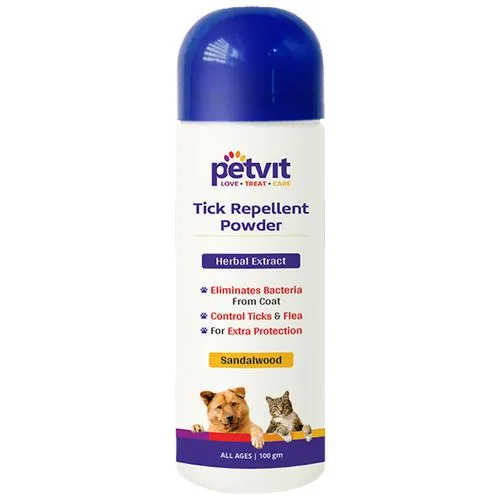 petvit
LOVE • TREAT • CARE
Tick Repellent
Powder
Herbal Extract
Eliminates Bacteria
From Coat
Control Ticks & Flea
For Extra Protection
Sandalwood
ALL AGES | 100 gm